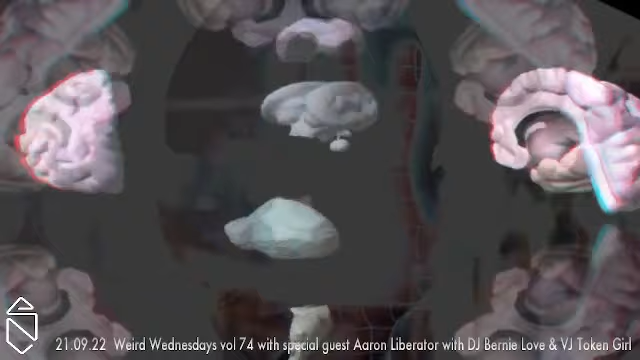 21.09.22 Weird Wednesdays vol 74 with special guest Aaron Liberator with DJ Bernie Love & VJ Token Girl